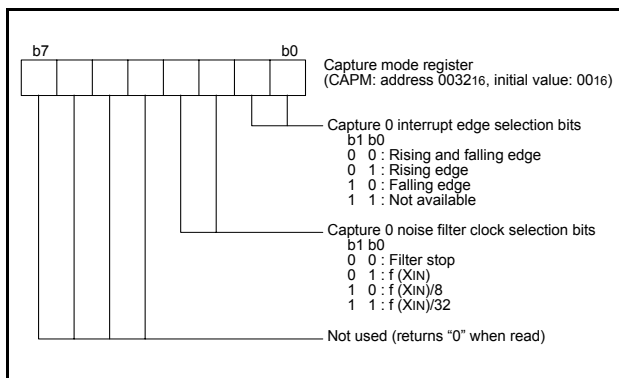 b7 b0
Capture mode register
(CAPM: address 003216, initial value: 0016)
Capture 0 interrupt edge selection bits
b1 b0
0 0 : Rising and falling edge
0 1 : Rising edge
1 0 : Falling edge
1 1 : Not available
Capture 0 noise filter clock selection bits
b1 b0
0 0 : Filter stop
0 1 : f (XIN)
1 0 : f (XIN)/8
1 1 : f (XIN)/32
Not used (returns “0” when read)